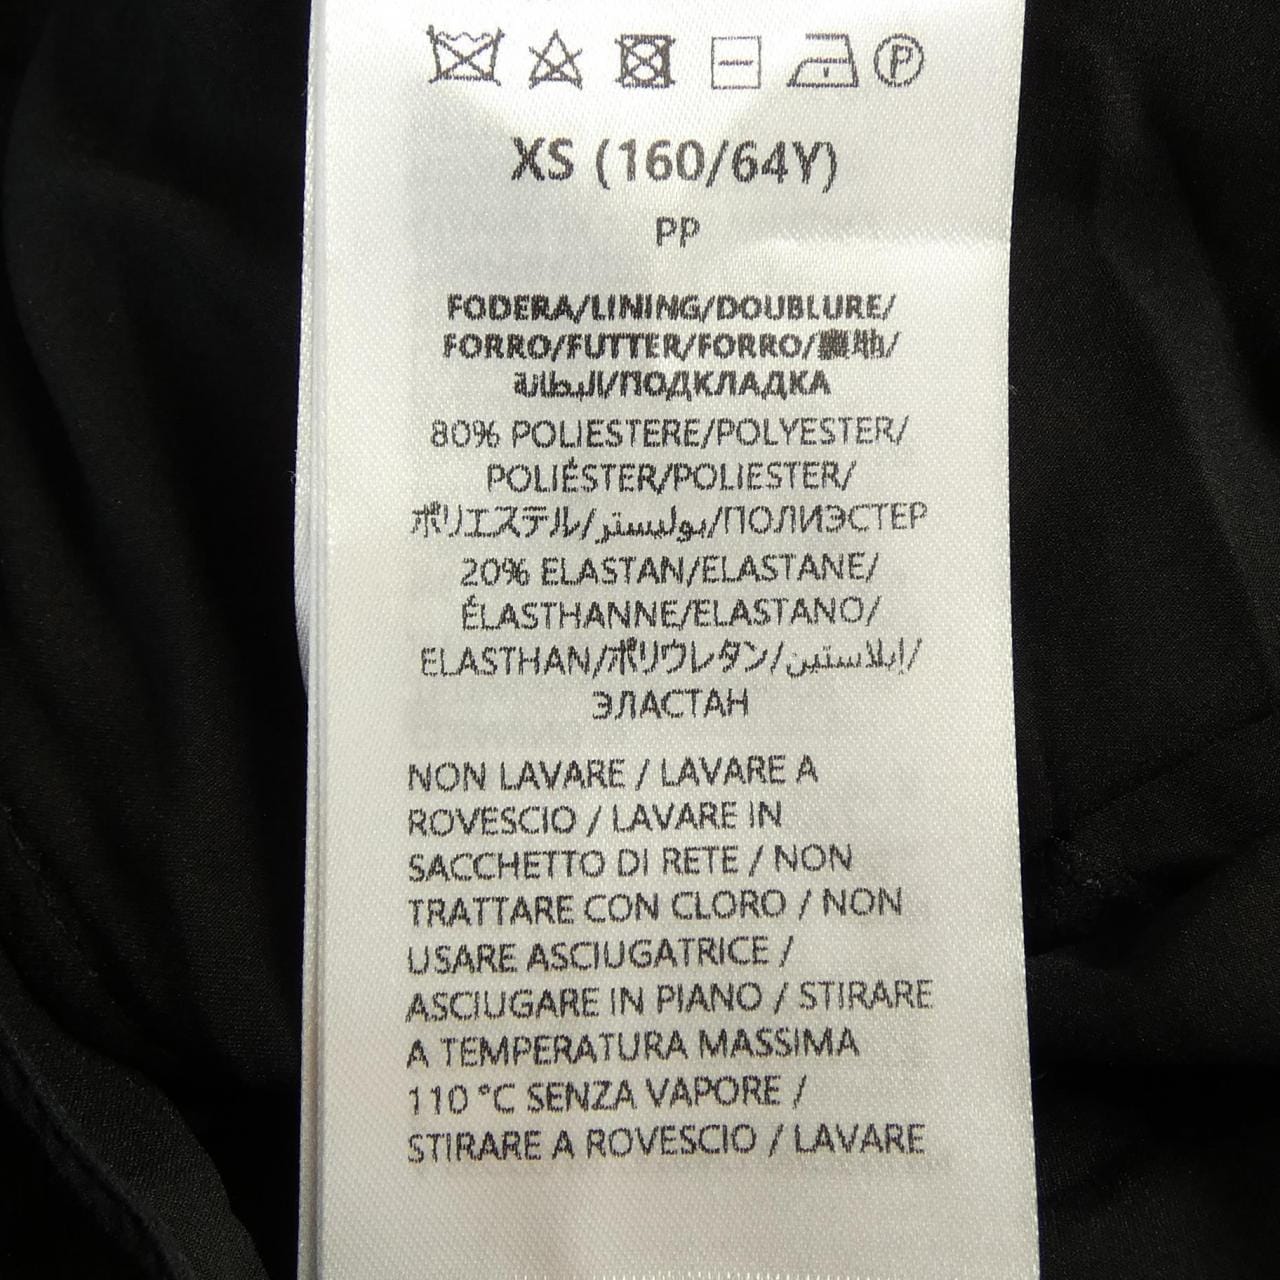 XS (160/64Y)
PP
FODERA/LINING/DOUBLURE/
FORRO/FUTTER/FORRO/裏地/
البطانة/ПОДКЛАДКА
80% POLIESTERE/POLYESTER/
POLIÉSTER/POLIESTER/
ポリエステル/بوليستر/ПОЛИЭСТЕР
20% ELASTAN/ELASTANE/
ÉLASTHANNE/ELASTANO/
ELASTHAN/ポリウレタン/إيلاستين/
ЭЛАСТАН
NON LAVARE / LAVARE A
ROVESCIO / LAVARE IN
SACCHETTO DI RETE / NON
TRATTARE CON CLORO / NON
USARE ASCIUGATRICE /
ASCIUGARE IN PIANO / STIRARE
A TEMPERATURA MASSIMA
110 °C SENZA VAPORE /
STIRARE A ROVESCIO / LAVARE